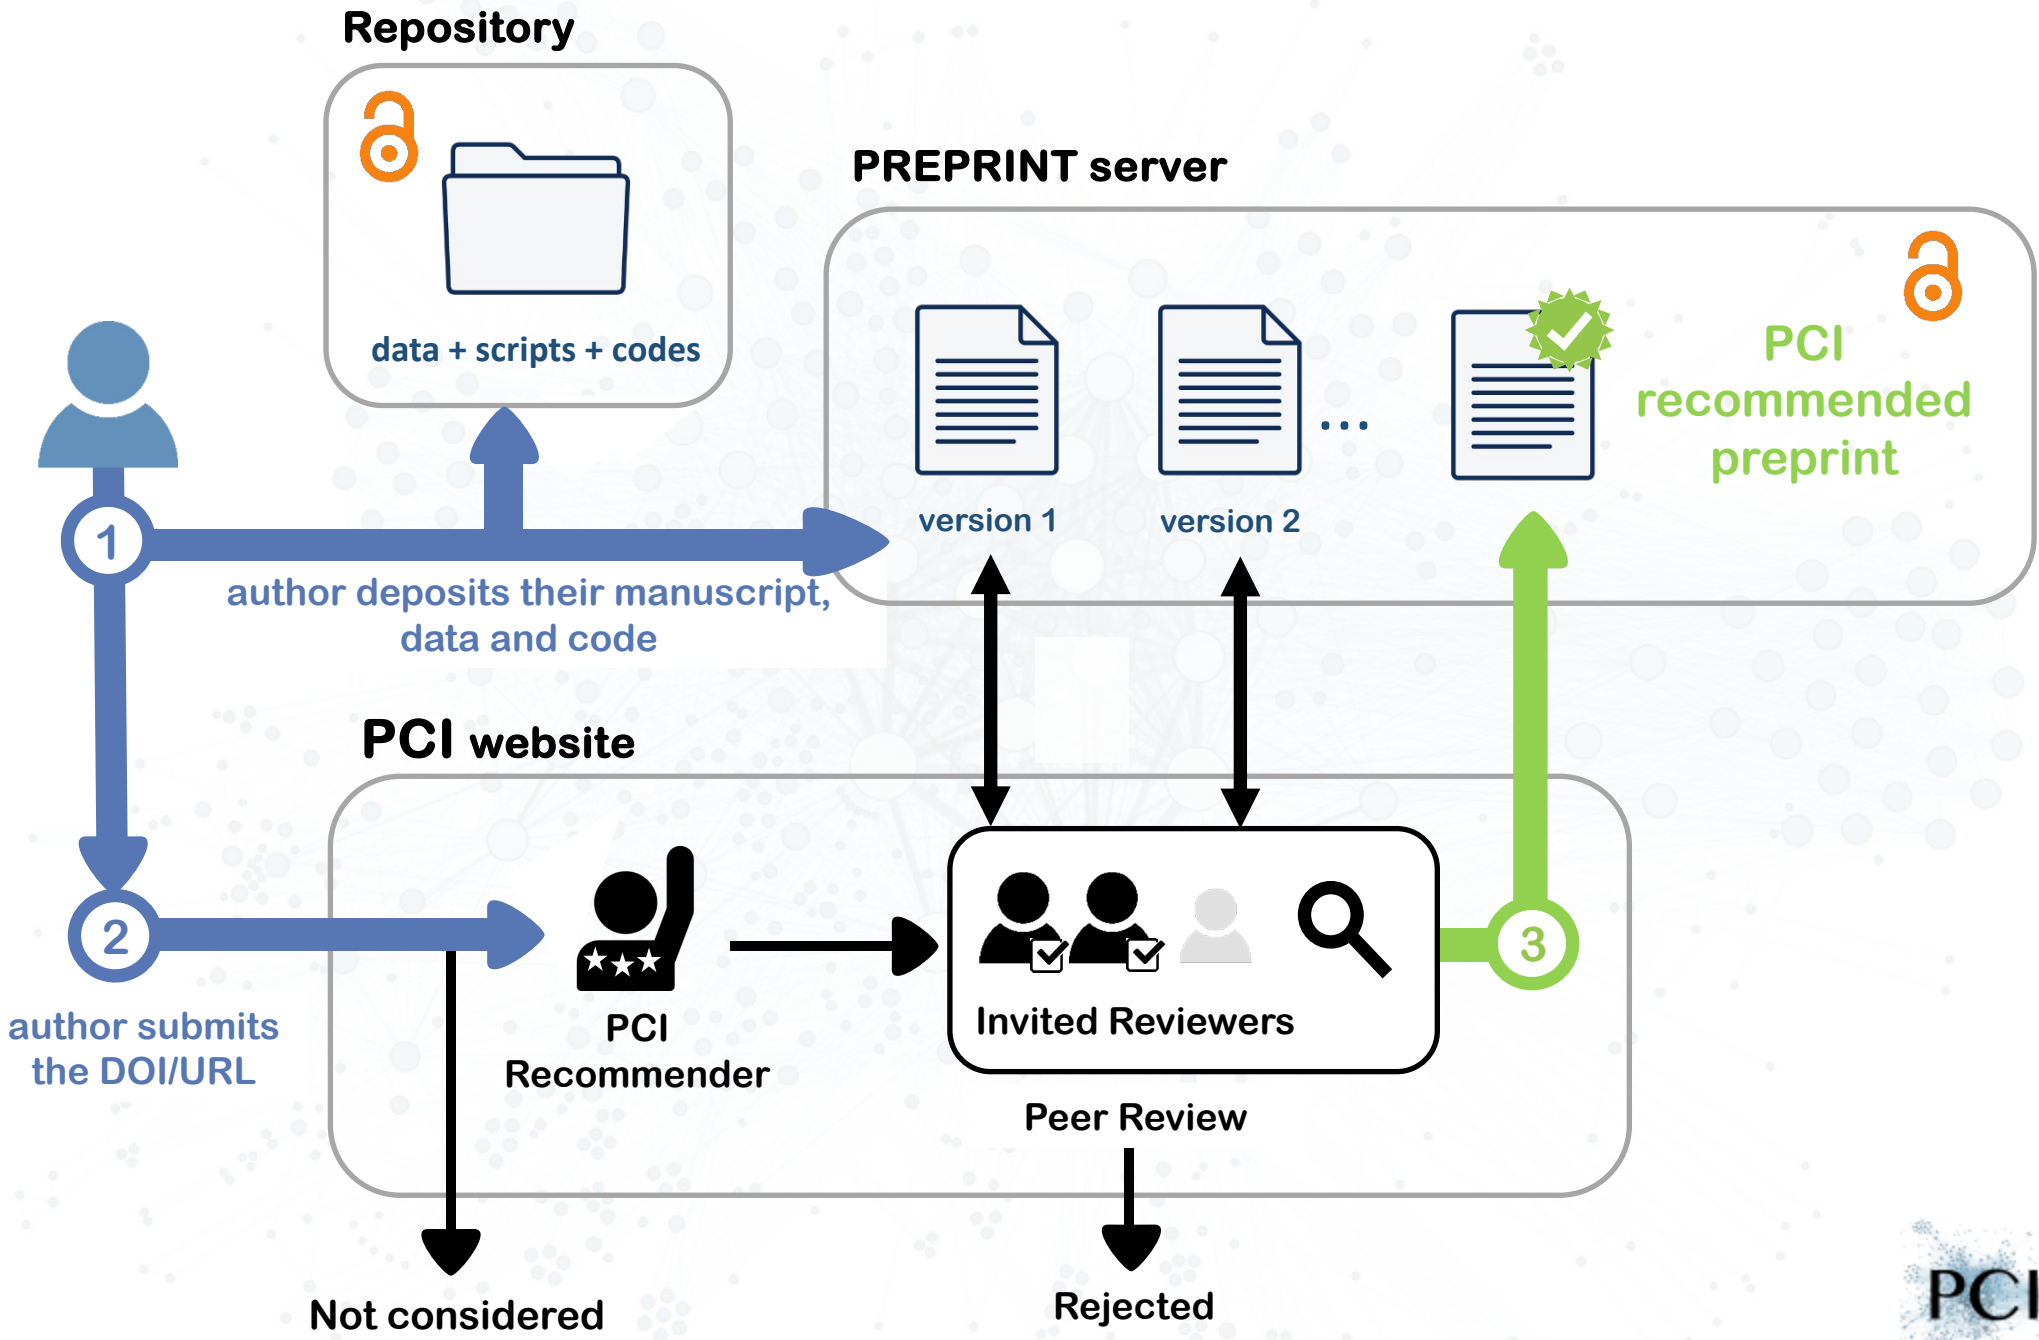 Repository
data + scripts + codes
PREPRINT server
PCI
recommended
preprint
...
version 1
version 2
1
author deposits their manuscript,
data and code
PCI website
2
author submits
the DOI/URL
PCI
Recommender
Invited Reviewers
3
Peer Review
Not considered
Rejected
PCI